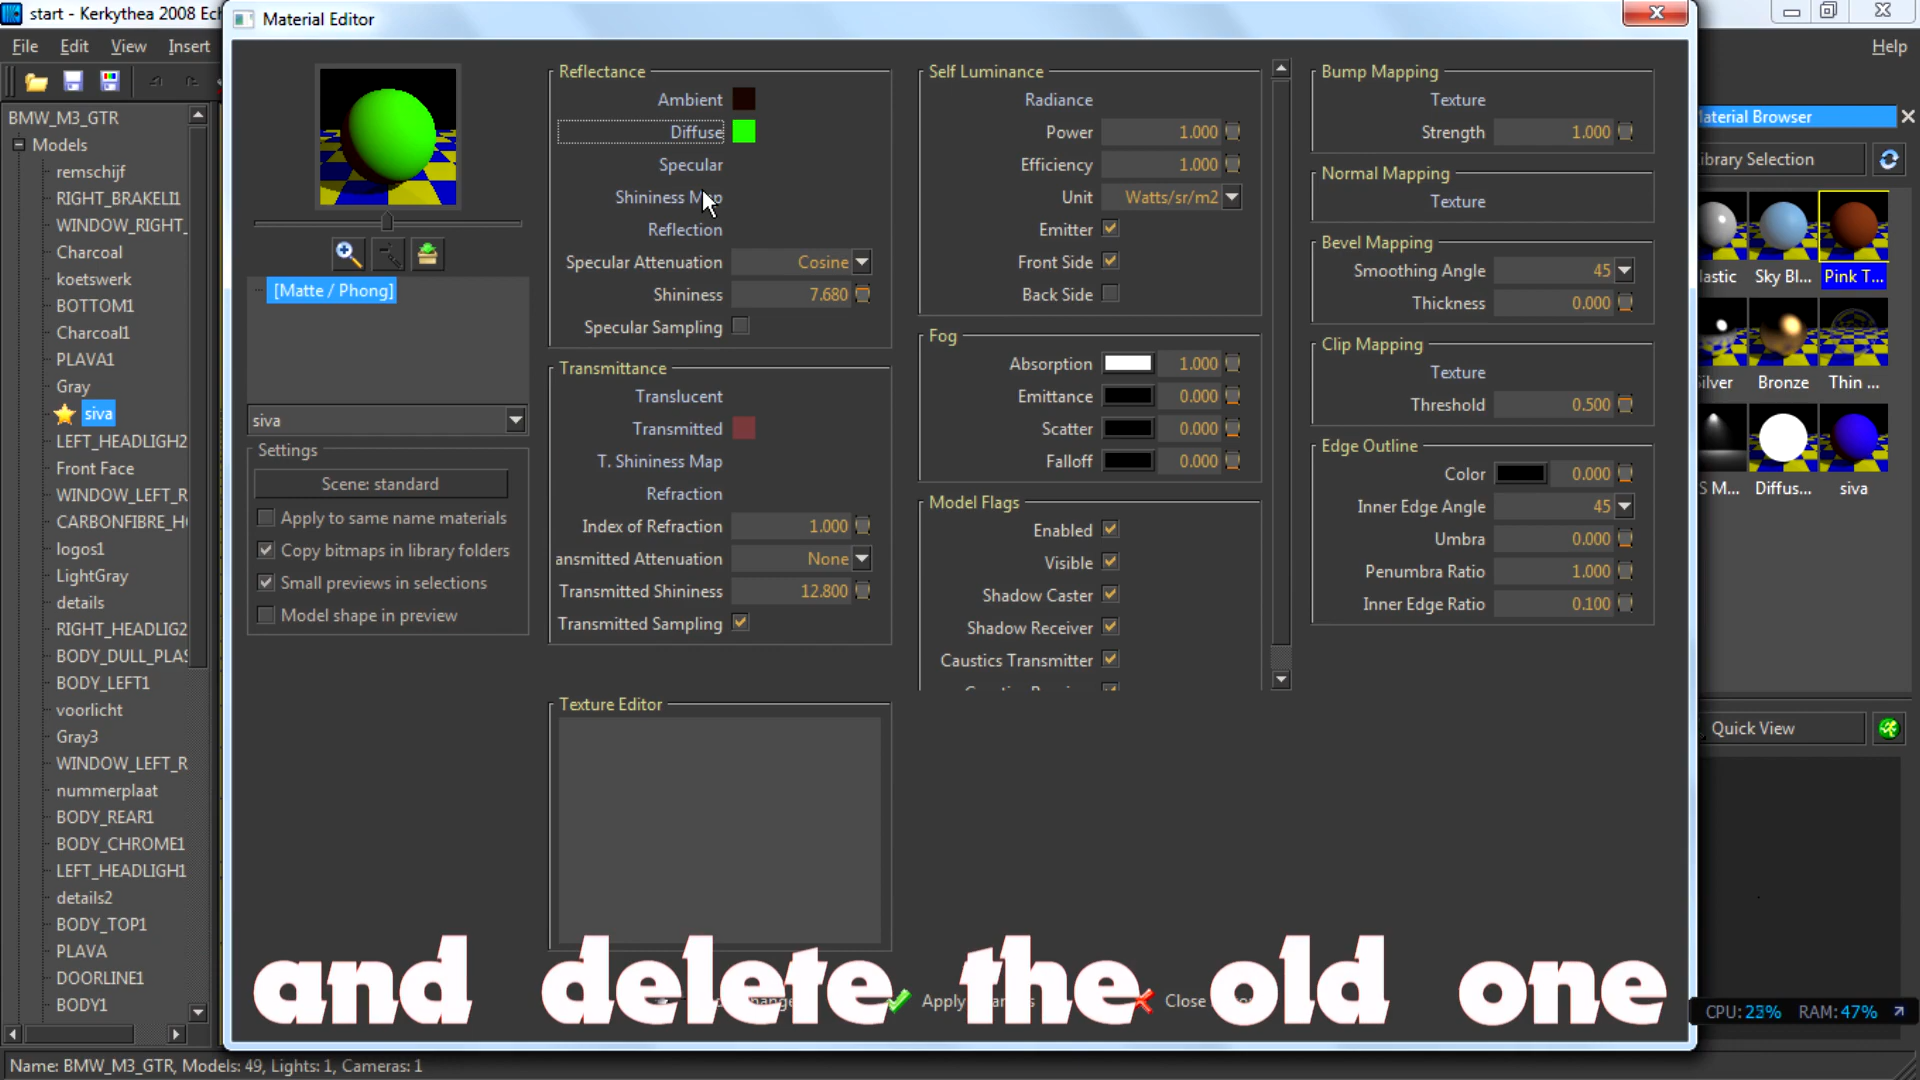 start - Kerkythea 2008 Ech
Material Editor
File Edit View Insert
Help
BMW_M3_GTR
Models
remschijf
RIGHT_BRAKELI1
WINDOW_RIGHT_
Charcoal
koetswerk
BOTTOM1
Charcoal1
PLAVA1
Gray
siva
LEFT_HEADLIGH2
Front Face
WINDOW_LEFT_R
CARBONFIBRE_H
logos1
LightGray
details
RIGHT_HEADLIG2
BODY_DULL_PLAS
BODY_LEFT1
voorlicht
Gray3
WINDOW_LEFT_R
nummerplaat
BODY_REAR1
BODY_CHROME1
LEFT_HEADLIGH1
details2
BODY_TOP1
PLAVA
DOORLINE1
BODY1
[Matte / Phong]
siva
Settings
Scene: standard
Apply to same name materials
Copy bitmaps in library folders
Small previews in selections
Model shape in preview
Reflectance
Ambient
Diffuse
Specular
Shininess Map
Reflection
Specular Attenuation Cosine
Shininess 7.680
Specular Sampling
Transmittance
Translucent
Transmitted
T. Shininess Map
Refraction
Index of Refraction 1.000
ansmitted Attenuation None
Transmitted Shininess 12.800
Transmitted Sampling
Texture Editor
Self Luminance
Radiance
Power 1.000
Efficiency 1.000
Unit Watts/sr/m2
Emitter
Front Side
Back Side
Fog
Absorption 1.000
Emittance 0.000
Scatter 0.000
Falloff 0.000
Model Flags
Enabled
Visible
Shadow Caster
Shadow Receiver
Caustics Transmitter
Bump Mapping
Texture
Strength 1.000
Normal Mapping
Texture
Bevel Mapping
Smoothing Angle 45
Thickness 0.000
Clip Mapping
Texture
Threshold 0.500
Edge Outline
Color 0.000
Inner Edge Angle 45
Umbra 0.000
Penumbra Ratio 1.000
Inner Edge Ratio 0.100
aterial Browser
ibrary Selection
lastic Sky Bl... Pink T...
ilver Bronze Thin ...
S M... Diffus... siva
Quick View
Apply
Close
and delete the old one
CPU: 23% RAM: 47%
Name: BMW_M3_GTR, Models: 49, Lights: 1, Cameras: 1